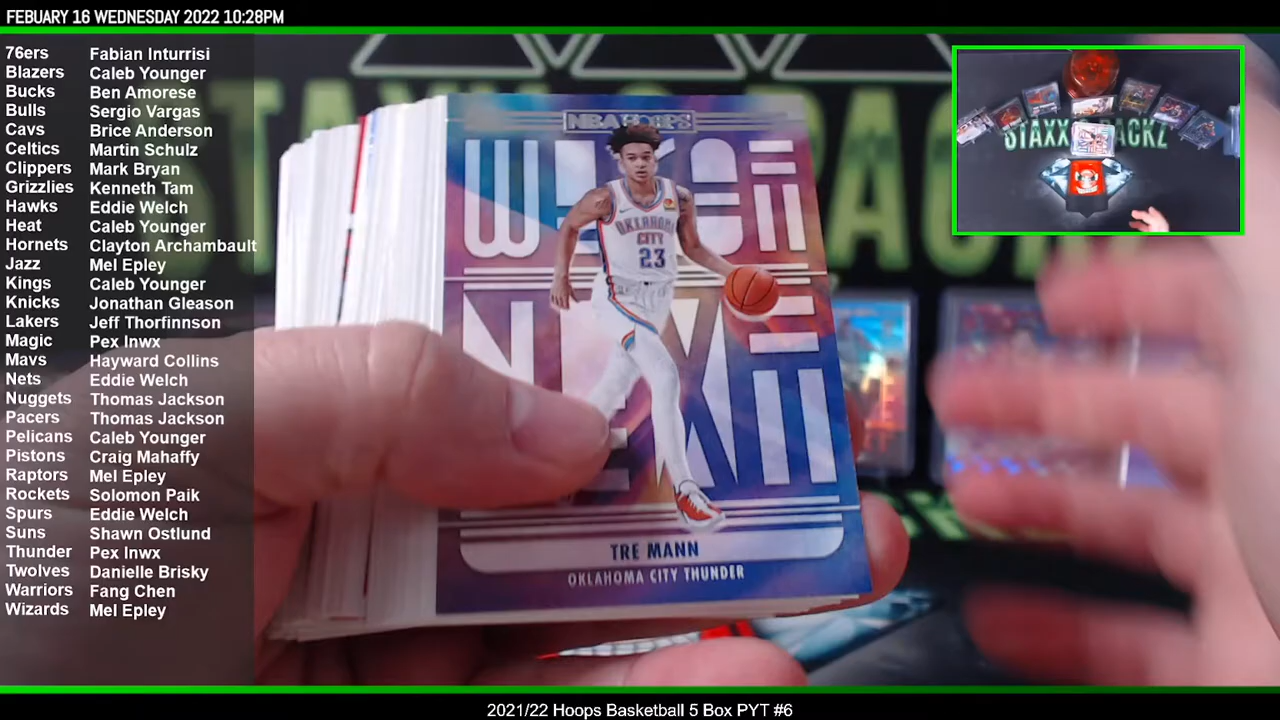 FEBUARY 16 WEDNESDAY 2022 10:28PM
76ers Fabian Inturrisi
Blazers Caleb Younger
Bucks Ben Amorese
Bulls Sergio Vargas
Cavs Brice Anderson
Celtics Martin Schulz
Clippers Mark Bryan
Grizzlies Kenneth Tam
Hawks Eddie Welch
Heat Caleb Younger
Hornets Clayton Archambault
Jazz Mel Epley
Kings Caleb Younger
Knicks Jonathan Gleason
Lakers Jeff Thorfinnson
Magic Pex Inwx
Mavs Hayward Collins
Nets Eddie Welch
Nuggets Thomas Jackson
Pacers Thomas Jackson
Pelicans Caleb Younger
Pistons Craig Mahaffy
Raptors Mel Epley
Rockets Solomon Paik
Spurs Eddie Welch
Suns Shawn Ostlund
Thunder Pex Inwx
Twolves Danielle Brisky
Warriors Fang Chen
Wizards Mel Epley
NBA HOOPS
WE'RE
NEXT
OKLAHOMA
CITY
23
TRE MANN
OKLAHOMA CITY THUNDER
2021/22 Hoops Basketball 5 Box PYT #6